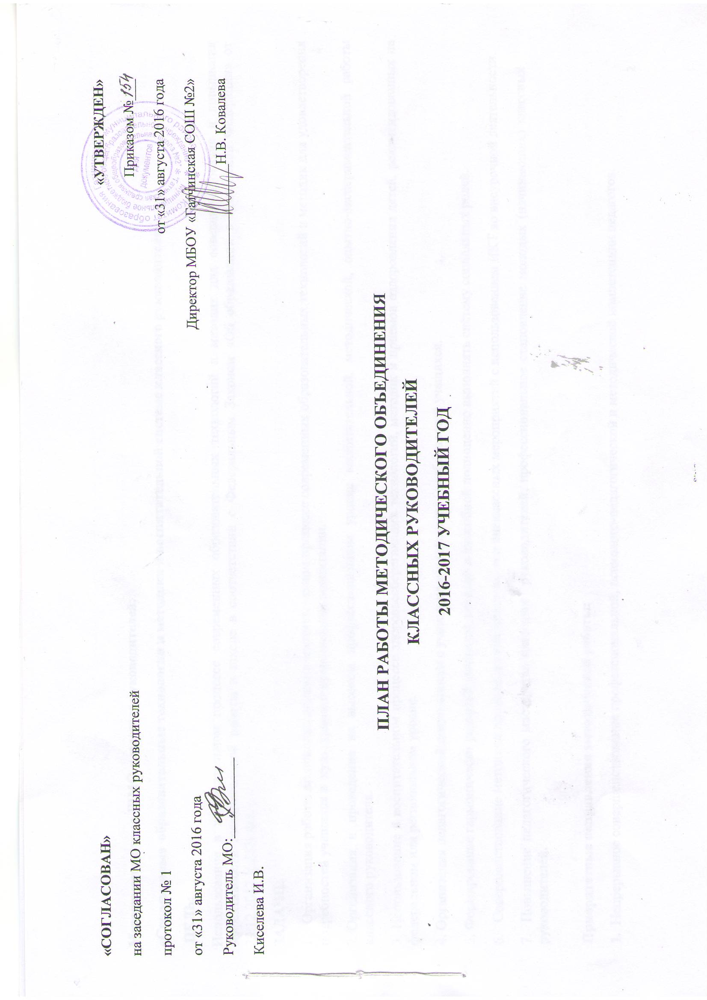 «СОГЛАСОВАН»
на заседании МО классных руководителей
протокол № 1
от «31» августа 2016 года
Руководитель МО:
Киселева И.В.
«УТВЕРЖДЕН»
Приказом № 154
от «31» августа 2016 года
Директор МБОУ «Гатчинская СОШ №2»
Н.В. Ковалева
Для
документов
ПЛАН РАБОТЫ МЕТОДИЧЕСКОГО ОБЪЕДИНЕНИЯ
КЛАССНЫХ РУКОВОДИТЕЛЕЙ
2016-2017 УЧЕБНЫЙ ГОД